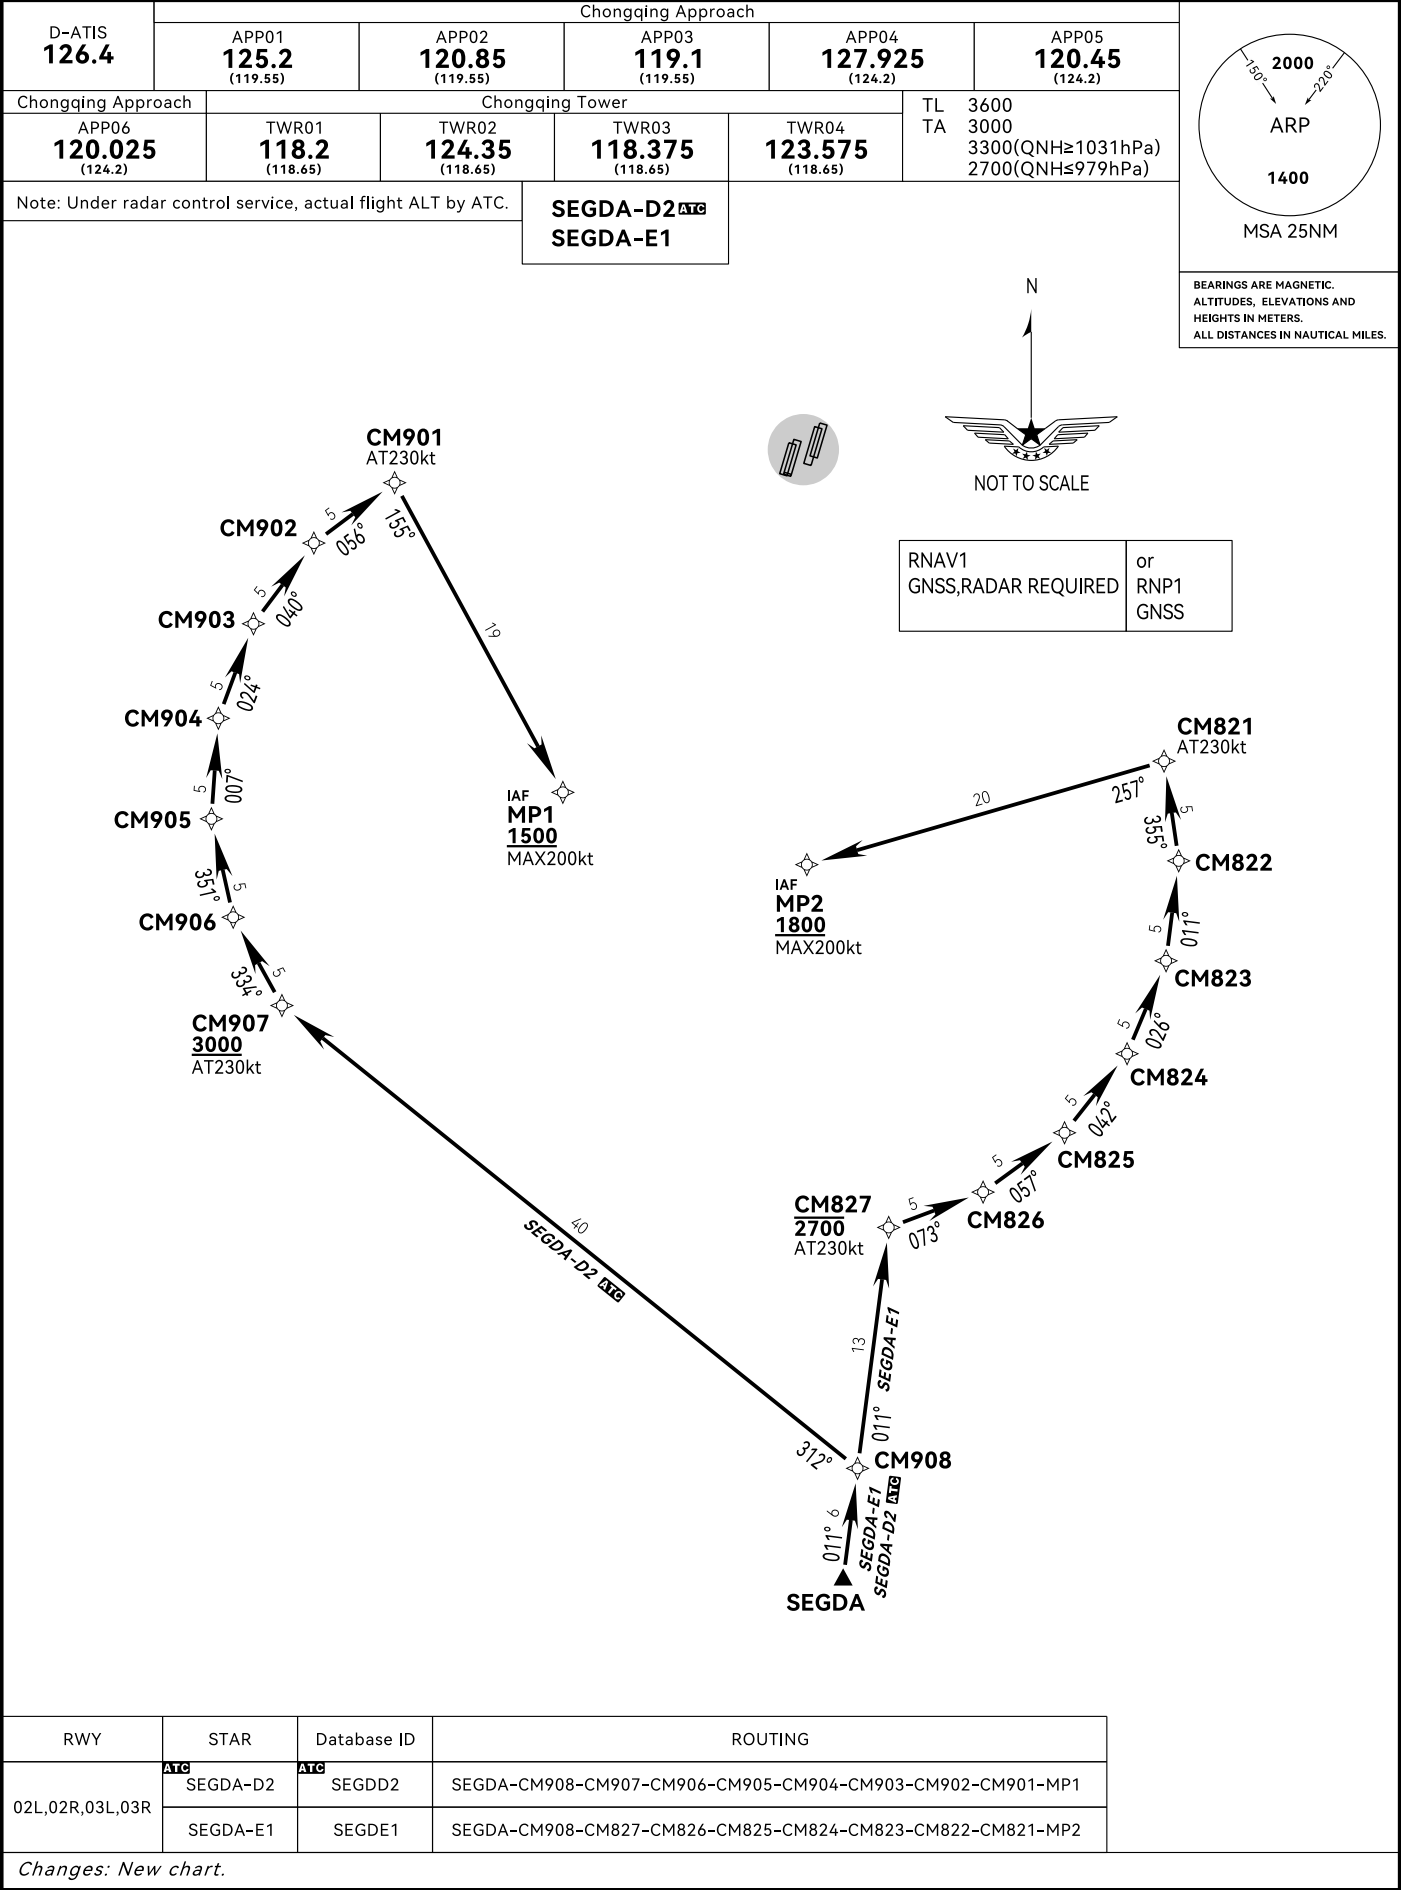 D-ATIS
126.4
Chongqing Approach
APP01
125.2
(119.55)
APP02
120.85
(119.55)
APP03
119.1
(119.55)
APP04
127.925
(124.2)
APP05
120.45
(124.2)
Chongqing Approach
APP06
120.025
(124.2)
Chongqing Tower
TWR01
118.2
(118.65)
TWR02
124.35
(118.65)
TWR03
118.375
(118.65)
TWR04
123.575
(118.65)
TL 3600
TA 3000
3300(QNH≥1031hPa)
2700(QNH≤979hPa)
150°
2000
220°
ARP
1400
MSA 25NM
BEARINGS ARE MAGNETIC.
ALTITUDES, ELEVATIONS AND
HEIGHTS IN METERS.
ALL DISTANCES IN NAUTICAL MILES.
Note: Under radar control service, actual flight ALT by ATC.
SEGDA-D2 ATC
SEGDA-E1
N
NOT TO SCALE
RNAV1
GNSS,RADAR REQUIRED
or
RNP1
GNSS
CM901
AT230kt
155°
19
5
056°
CM902
5
040°
CM903
5
024°
CM904
5
007°
CM905
5
351°
CM906
5
334°
CM907
3000
AT230kt
IAF
MP1
1500
MAX200kt
CM821
AT230kt
257°
20
IAF
MP2
1800
MAX200kt
5
355°
CM822
5
011°
CM823
5
026°
CM824
5
042°
CM825
5
057°
CM826
5
073°
CM827
2700
AT230kt
40
SEGDA-D2 ATC
312°
13
011° SEGDA-E1
CM908
011° 6
SEGDA-E1
SEGDA-D2 ATC
SEGDA
RWY STAR Database ID ROUTING
02L,02R,03L,03R
ATC SEGDA-D2 ATC SEGDD2 SEGDA-CM908-CM907-CM906-CM905-CM904-CM903-CM902-CM901-MP1
SEGDA-E1 SEGDE1 SEGDA-CM908-CM827-CM826-CM825-CM824-CM823-CM822-CM821-MP2
Changes: New chart.